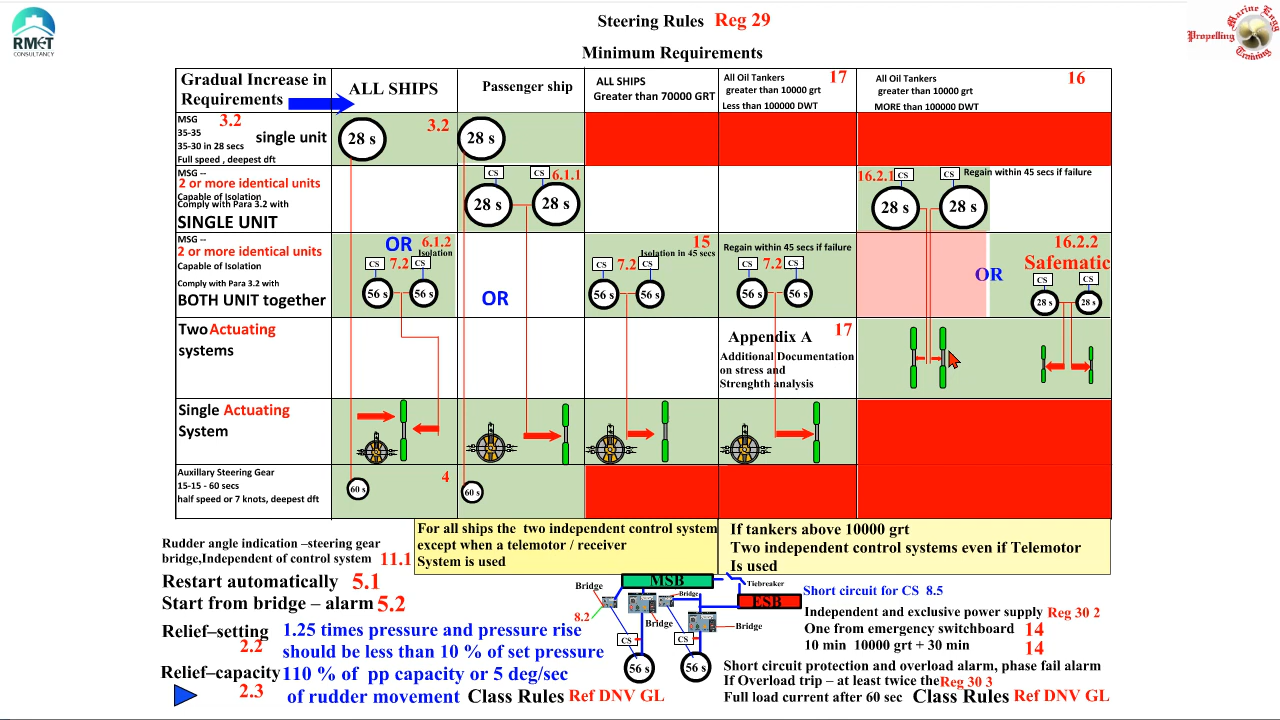 RMET
CONSULTANCY
Steering Rules Reg 29
Marine Engg
Propelling
Training
Minimum Requirements
Gradual Increase in
Requirements
ALL SHIPS
Passenger ship
ALL SHIPS
Greater than 70000 GRT
All Oil Tankers 17
greater than 10000 grt
Less than 100000 DWT
All Oil Tankers 16
greater than 10000 grt
MORE than 100000 DWT
MSG 3.2
35-35
35-30 in 28 secs
single unit
Full speed , deepest dft
28 s
3.2
28 s
MSG --
2 or more identical units
Capable of Isolation
Comply with Para 3.2 with
SINGLE UNIT
CS
CS
6.1.1
28 s
28 s
16.2.1
CS
CS
Regain within 45 secs if failure
28 s
28 s
MSG --
2 or more identical units
Capable of Isolation
Comply with Para 3.2 with
BOTH UNIT together
OR
6.1.2
Isolation
CS
7.2
CS
56 s
56 s
OR
15
Isolation in 45 secs
CS
7.2
CS
56 s
56 s
Regain within 45 secs if failure
CS
7.2
CS
56 s
56 s
OR
16.2.2
Safematic
CS
CS
28 s
28 s
Two Actuating
systems
Appendix A
17
Additional Documentation
on stress and
Strenghth analysis
Single Actuating
System
Auxillary Steering Gear
15-15 - 60 secs
half speed or 7 knots, deepest dft
60 s
4
60 s
For all ships the two independent control system
except when a telemotor / receiver
System is used
If tankers above 10000 grt
Two independent control systems even if Telemotor
Is used
Rudder angle indication –steering gear
bridge,Independent of control system 11.1
Restart automatically 5.1
Start from bridge – alarm 5.2
Relief–setting
2.2
1.25 times pressure and pressure rise
should be less than 10 % of set pressure
Relief–capacity
2.3
110 % of pp capacity or 5 deg/sec
of rudder movement Class Rules Ref DNV GL
MSB
Tiebreaker
ESB
Bridge
8.2
Bridge
Bridge
CS
CS
56 s
56 s
Short circuit for CS 8.5
Independent and exclusive power supply Reg 30 2
One from emergency switchboard 14
10 min 10000 grt + 30 min 14
Short circuit protection and overload alarm, phase fail alarm
If Overload trip – at least twice the Reg 30 3
Full load current after 60 sec Class Rules Ref DNV GL